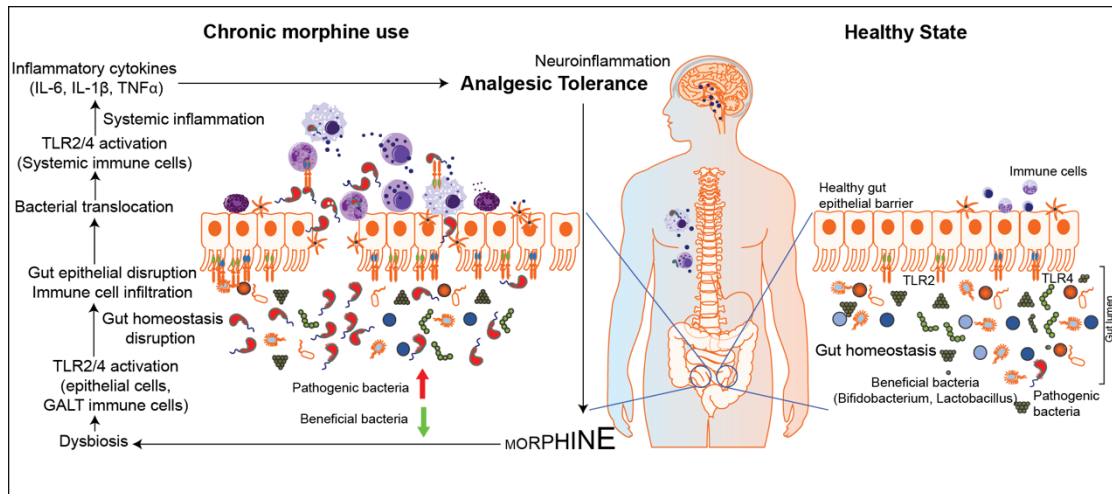 Chronic morphine use
Healthy State
Inflammatory cytokines
(IL-6, IL-1β, TNFα)
Neuroinflammation
Analgesic Tolerance
Systemic inflammation
TLR2/4 activation
(Systemic immune cells)
Bacterial translocation
Gut epithelial disruption
Immune cell infiltration
Gut homeostasis
disruption
TLR2/4 activation
(epithelial cells,
GALT immune cells)
Dysbiosis
Pathogenic bacteria
Beneficial bacteria
MORPHINE
Immune cells
Healthy gut
epithelial barrier
TLR2
TLR4
Gut lumen
Gut homeostasis
Beneficial bacteria
(Bifidobacterium, Lactobacillus)
Pathogenic
bacteria